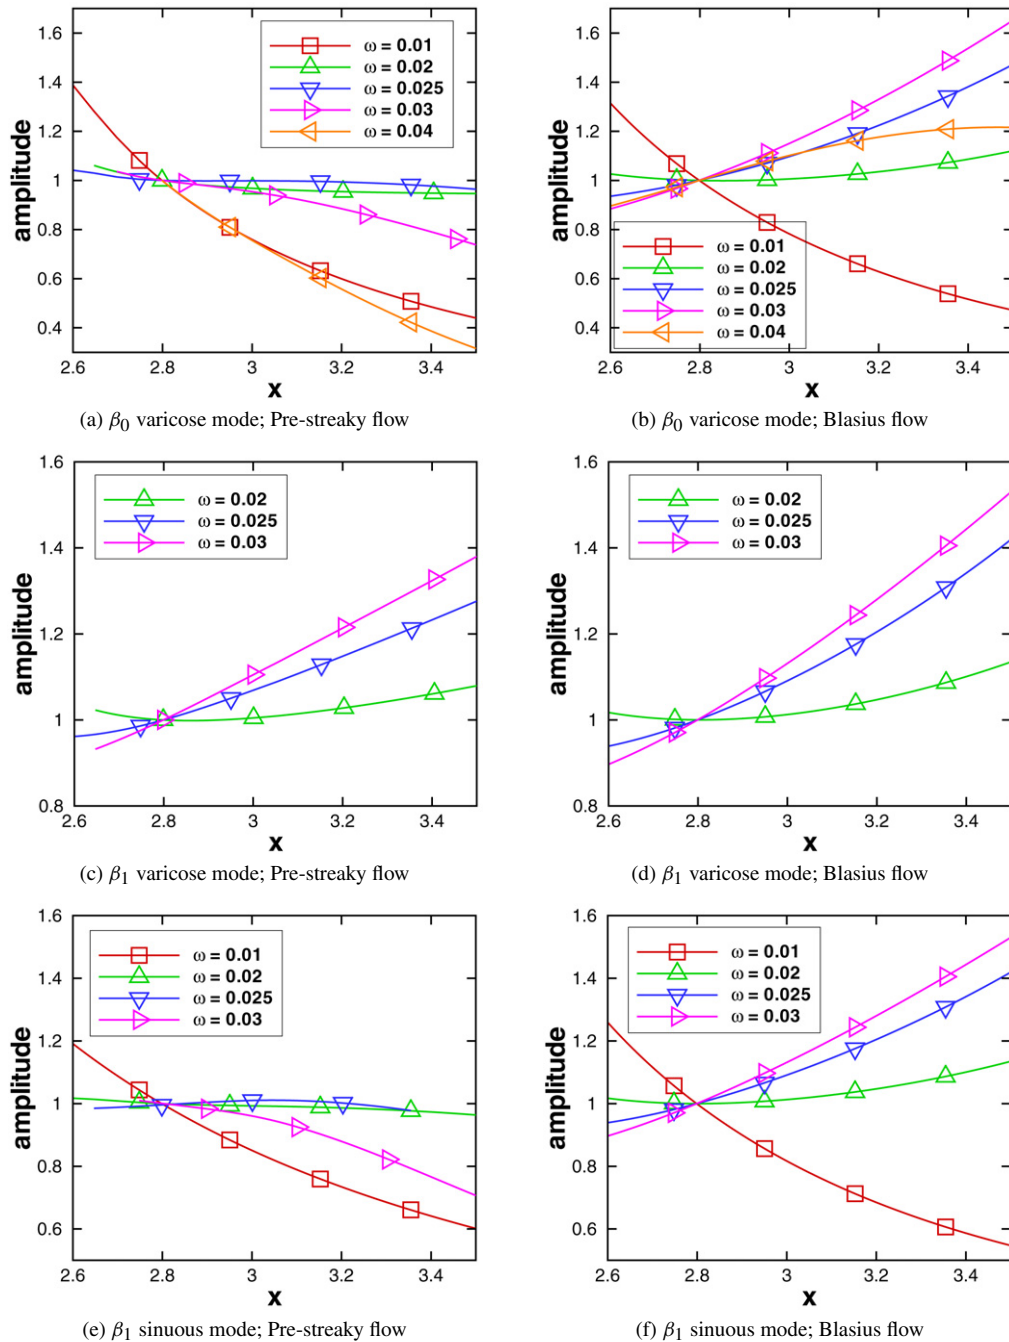 1.6
1.4
1.2
1
0.8
0.6
0.4
amplitude
ω = 0.01
ω = 0.02
ω = 0.025
ω = 0.03
ω = 0.04
2.6 2.8 3 3.2 3.4
x
(a) β0 varicose mode; Pre-streaky flow
1.6
1.4
1.2
1
0.8
0.6
0.4
amplitude
ω = 0.01
ω = 0.02
ω = 0.025
ω = 0.03
ω = 0.04
2.6 2.8 3 3.2 3.4
x
(b) β0 varicose mode; Blasius flow
1.6
1.4
1.2
1
0.8
amplitude
ω = 0.02
ω = 0.025
ω = 0.03
2.6 2.8 3 3.2 3.4
x
(c) β1 varicose mode; Pre-streaky flow
1.6
1.4
1.2
1
0.8
amplitude
ω = 0.02
ω = 0.025
ω = 0.03
2.6 2.8 3 3.2 3.4
x
(d) β1 varicose mode; Blasius flow
1.6
1.4
1.2
1
0.8
0.6
amplitude
ω = 0.01
ω = 0.02
ω = 0.025
ω = 0.03
2.6 2.8 3 3.2 3.4
x
(e) β1 sinuous mode; Pre-streaky flow
1.6
1.4
1.2
1
0.8
0.6
amplitude
ω = 0.01
ω = 0.02
ω = 0.025
ω = 0.03
2.6 2.8 3 3.2 3.4
x
(f) β1 sinuous mode; Blasius flow